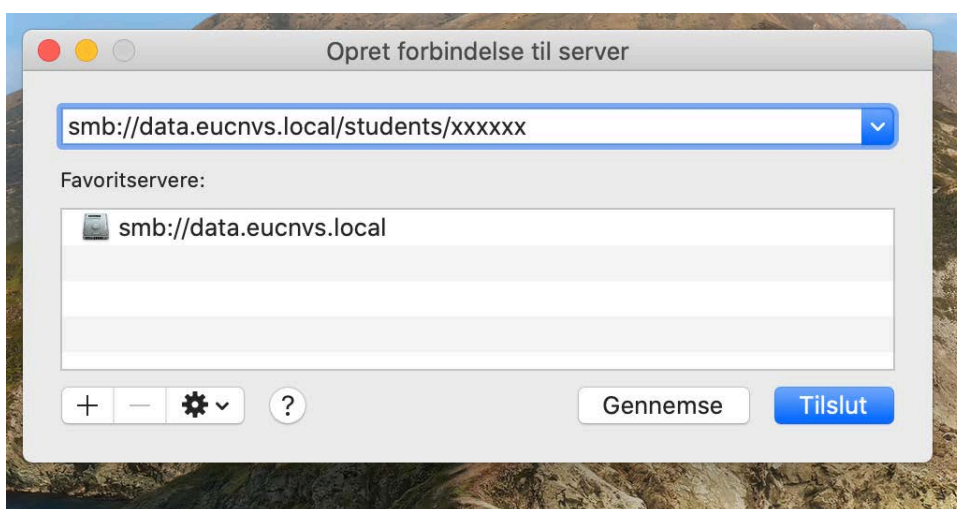 Opret forbindelse til server
smb://data.eucnvs.local/students/xxxxxx
Favoritservere:
smb://data.eucnvs.local
?
Gennemse
Tilslut